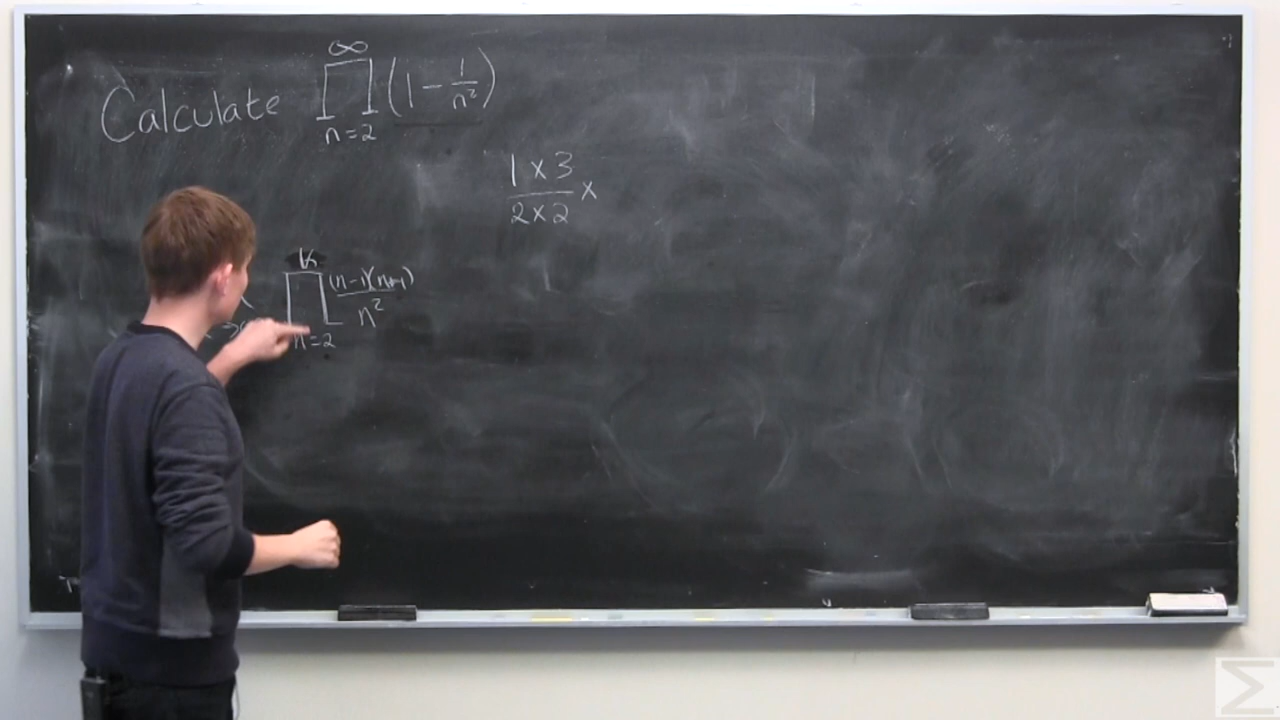 Calculate ∞ ∏ n=2 (1 - 1/n²)
1 x 3 / 2 x 2 x
k ∏ n=2 (n-1)(n+1) / n²
Σ